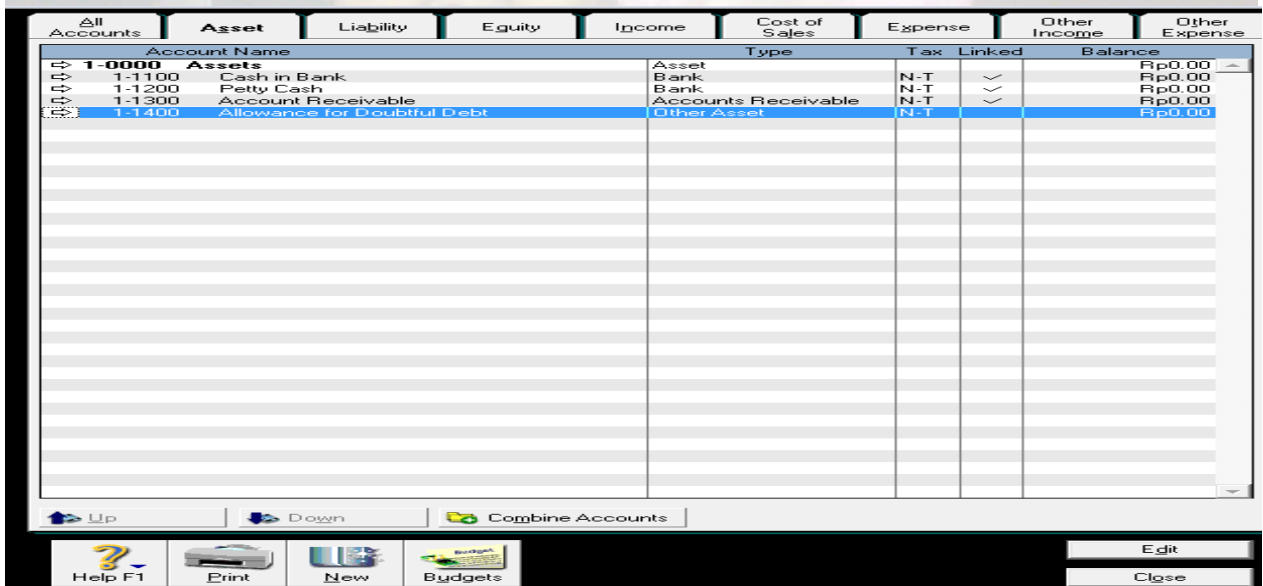 All Accounts Asset Liability Equity Income Cost of Sales Expense Other Income Other Expense
Account Name Type Tax Linked Balance
1-0000 Assets Asset Rp0.00
1-1100 Cash in Bank Bank N-T ✓ Rp0.00
1-1200 Petty Cash Bank N-T ✓ Rp0.00
1-1300 Account Receivable Accounts Receivable N-T ✓ Rp0.00
1-1400 Allowance for Doubtful Debt Other Asset N-T Rp0.00
Up Down Combine Accounts
Budget
Edit
Help F1 Print New Budgets
Close